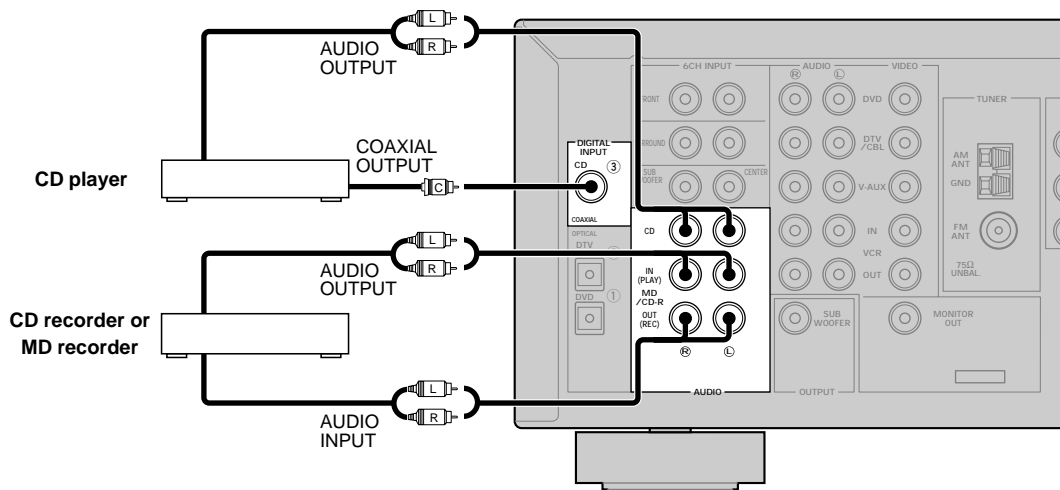 L
R
AUDIO
OUTPUT
COAXIAL
OUTPUT
C
CD player
L
R
AUDIO
OUTPUT
CD recorder or
MD recorder
L
R
AUDIO
INPUT
6CH INPUT
FRONT
SURROUND
SUB
WOOFER
CENTER
DIGITAL
INPUT
CD
③
COAXIAL
OPTICAL
DTV
DVD
①
CD
IN
(PLAY)
MD
/CD-R
OUT
(REC)
Ⓡ
Ⓛ
AUDIO
AUDIO
VIDEO
Ⓡ
Ⓛ
DVD
DTV
/CBL
V-AUX
IN
VCR
OUT
SUB
WOOFER
OUTPUT
MONITOR
OUT
TUNER
AM
ANT
GND
FM
ANT
75Ω
UNBAL.